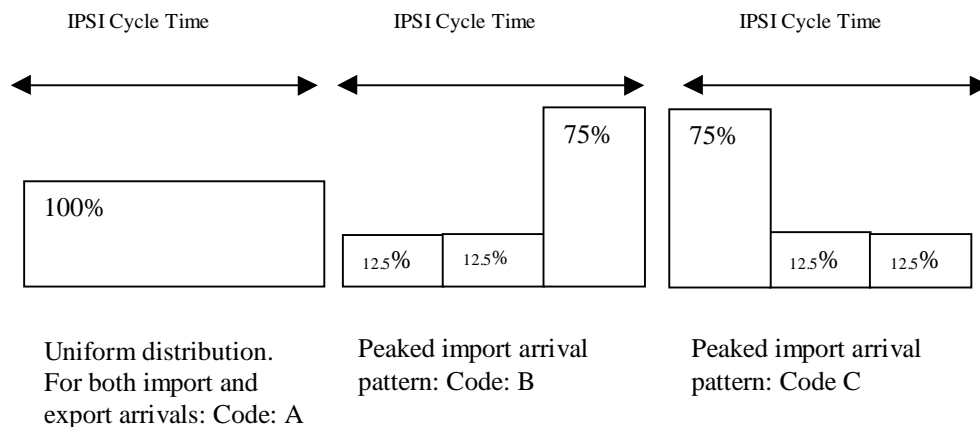 IPSI Cycle Time
IPSI Cycle Time
IPSI Cycle Time
100%
12.5%
12.5%
75%
75%
12.5%
12.5%
Uniform distribution.
For both import and
export arrivals: Code: A
Peaked import arrival
pattern: Code: B
Peaked import arrival
pattern: Code C